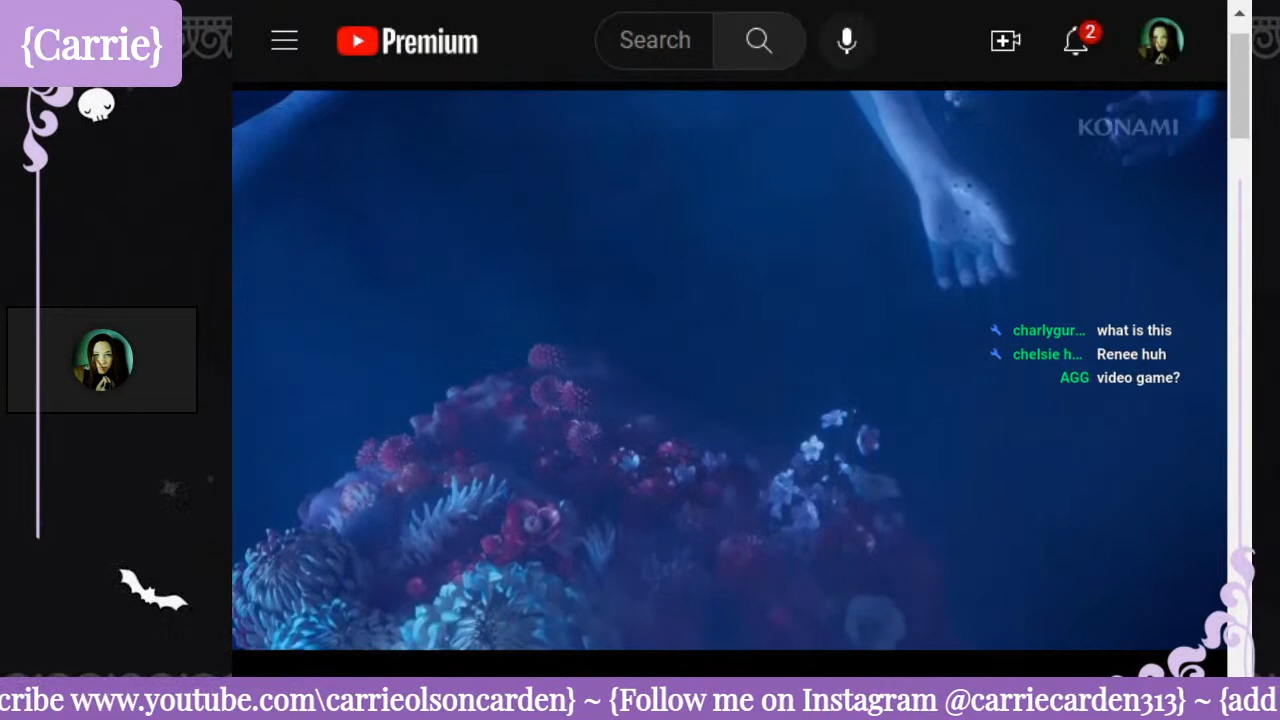 {Carrie}
Premium
Search
2
KONAMI
charlygur... what is this
chelsie h... Renee huh
AGG video game?
cribe www.youtube.com\carrieolsoncarden} ~ {Follow me on Instagram @carriecarden313} ~ {add